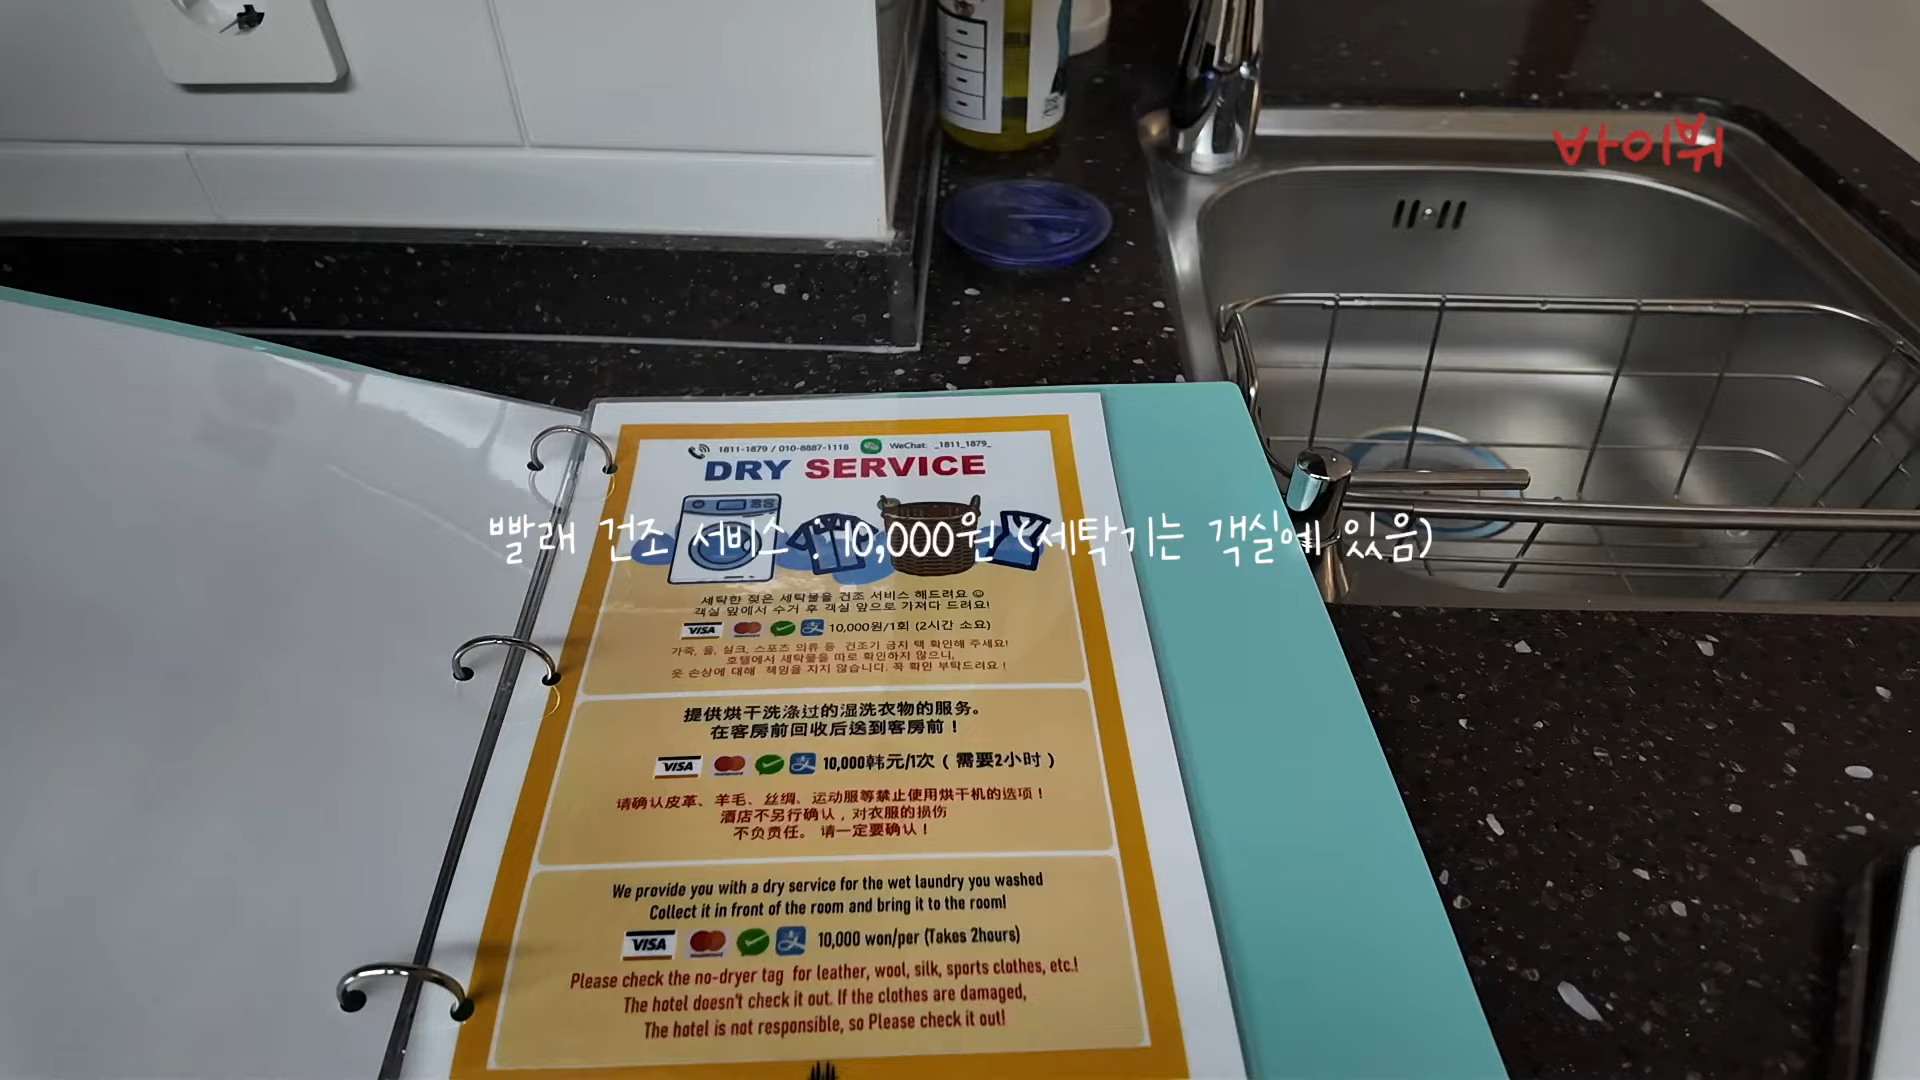 바이뷔
1811-1879 / 010-8887-1118 WeChat: _1811_1879_
DRY SERVICE
빨래 건조 서비스 : 10,000원 (세탁기는 객실에 있음)
세탁한 젖은 세탁물을 건조 서비스 해드려요 ☺
객실 앞에서 수거 후 객실 앞으로 가져다 드려요!
VISA 10,000원/1회 (2시간 소요)
가죽, 울, 실크, 스포츠 의류 등 건조기 금지 택 확인해 주세요!
호텔에서 세탁물을 따로 확인하지 않으니,
옷 손상에 대해 책임을 지지 않습니다. 꼭 확인 부탁드려요 !
提供烘干洗涤过的湿洗衣物的服务。
在客房前回收后送到客房前！
VISA 10,000韩元/1次 ( 需要2小时 )
请确认皮革、羊毛、丝绸、运动服等禁止使用烘干机的选项！
酒店不另行确认，对衣服的损伤
不负责任。 请一定要确认！
We provide you with a dry service for the wet laundry you washed
Collect it in front of the room and bring it to the room!
VISA 10,000 won/per (Takes 2hours)
Please check the no-dryer tag for leather, wool, silk, sports clothes, etc.!
The hotel doesn't check it out. If the clothes are damaged,
The hotel is not responsible, so Please check it out!